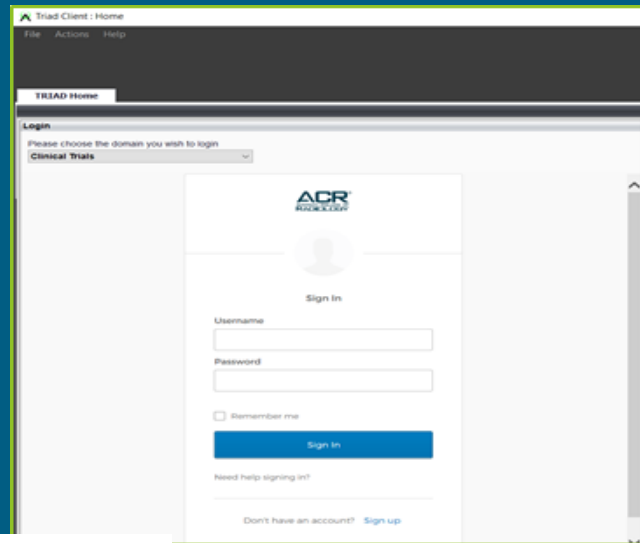 Triad Client : Home
File Actions Help
TRIAD Home
Login
Please choose the domain you wish to login
Clinical Trials
ACR
RADIOLOGY
Sign In
Username
Password
Remember me
Sign In
Need help signing in?
Don't have an account? Sign up